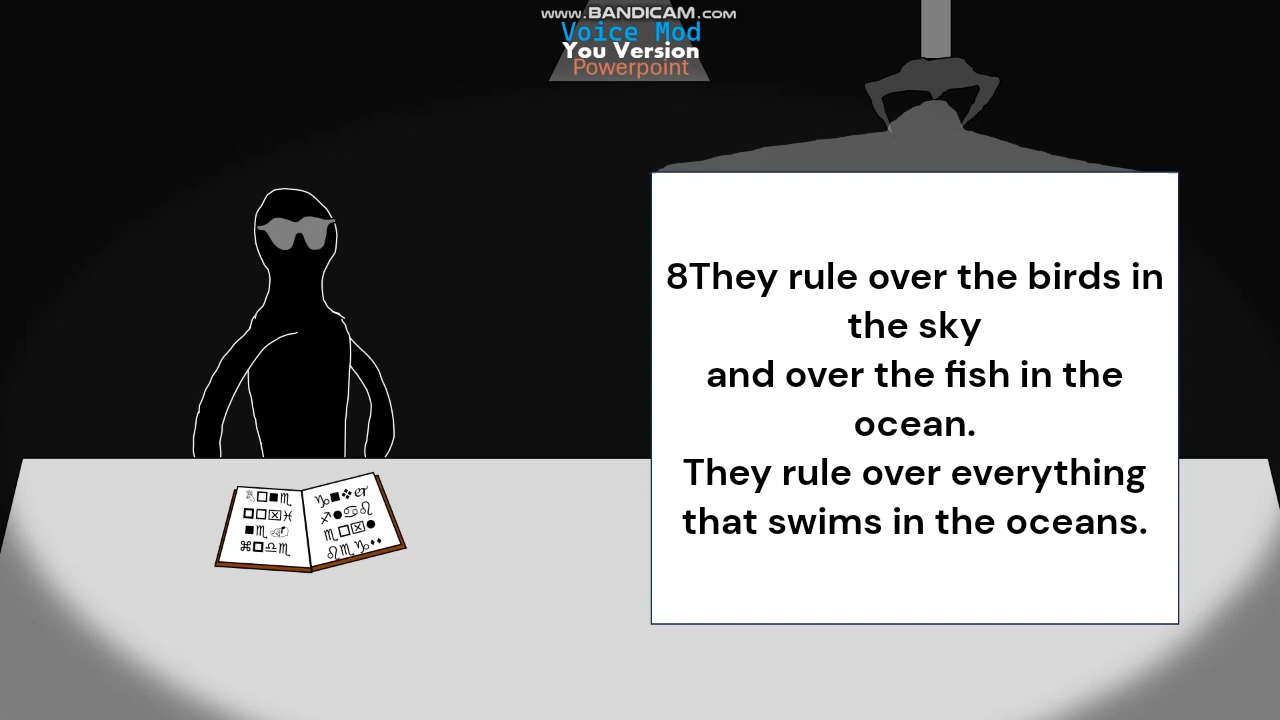 www.BANDICAM.com
Voice Mod
You Version
Powerpoint
8They rule over the birds in
the sky
and over the fish in the
ocean.
They rule over everything
that swims in the oceans.